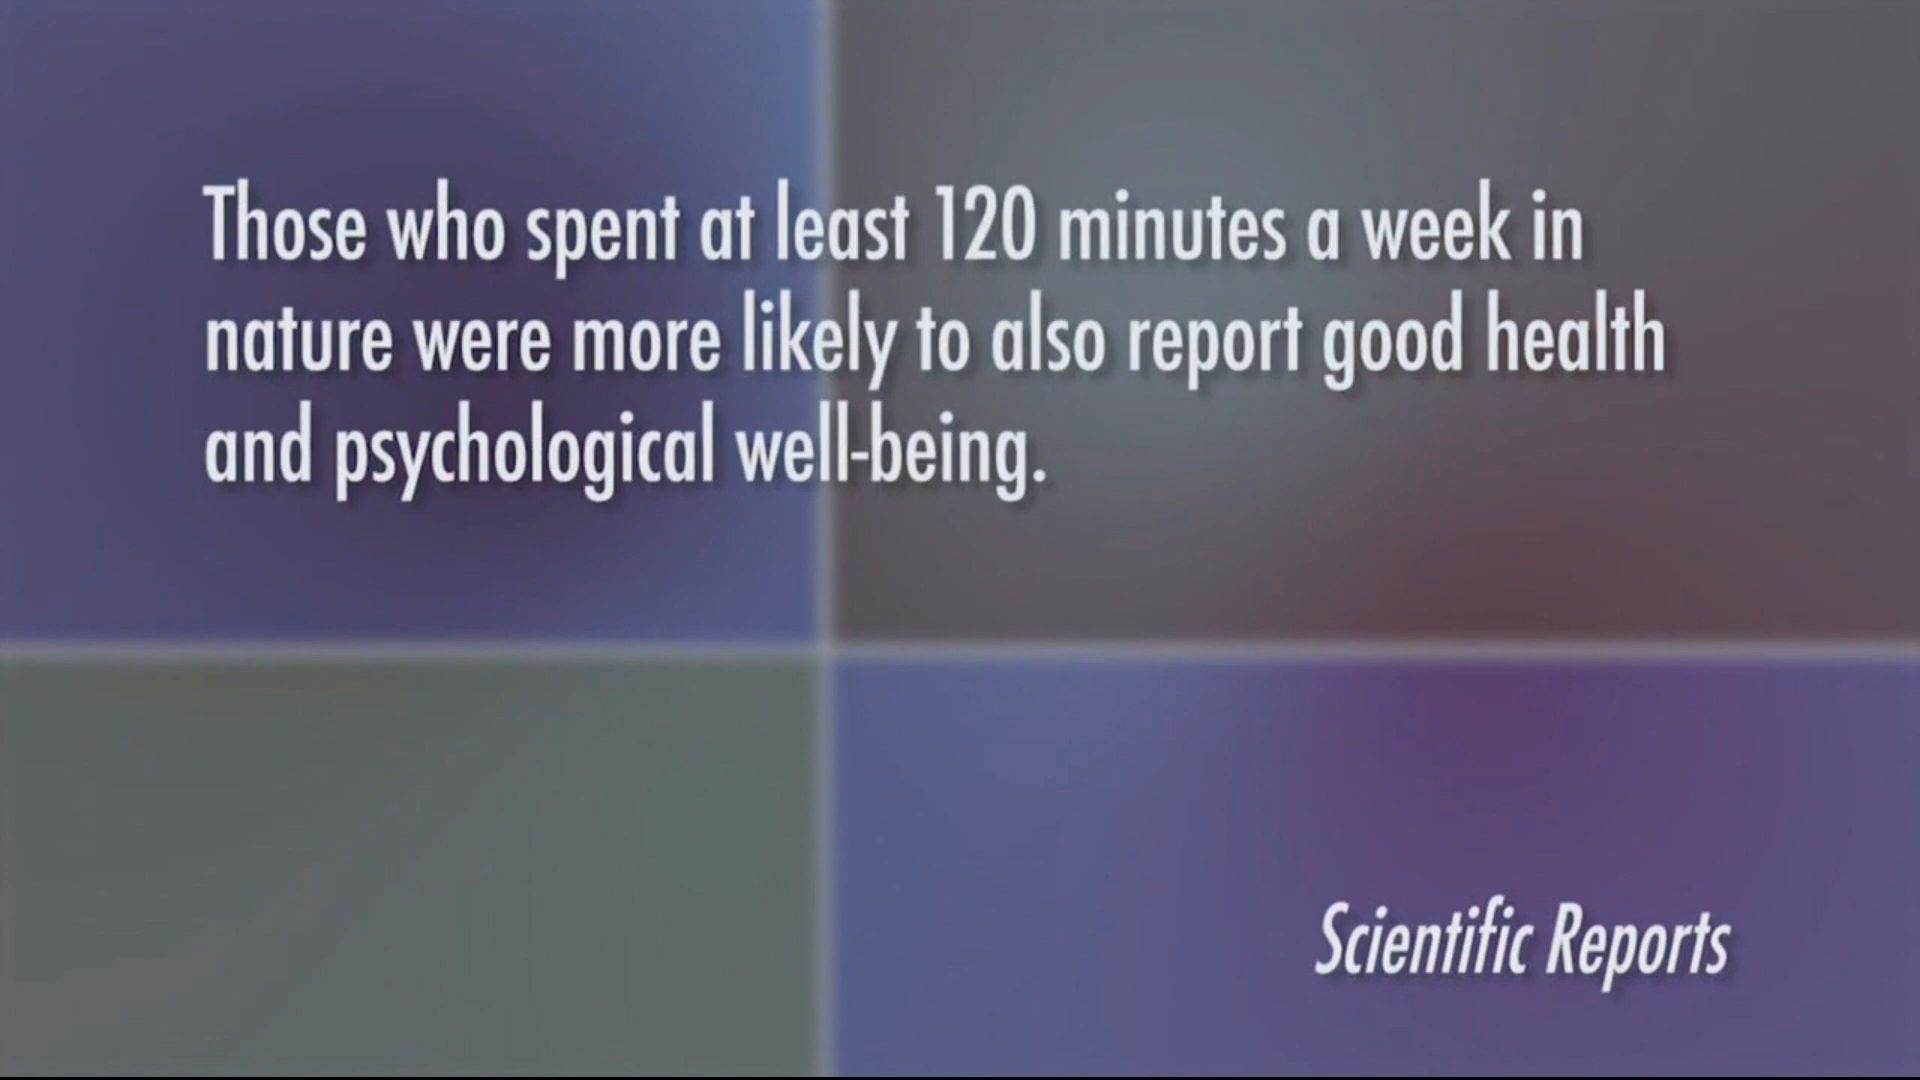 Those who spent at least 120 minutes a week in
nature were more likely to also report good health
and psychological well-being.
Scientific Reports